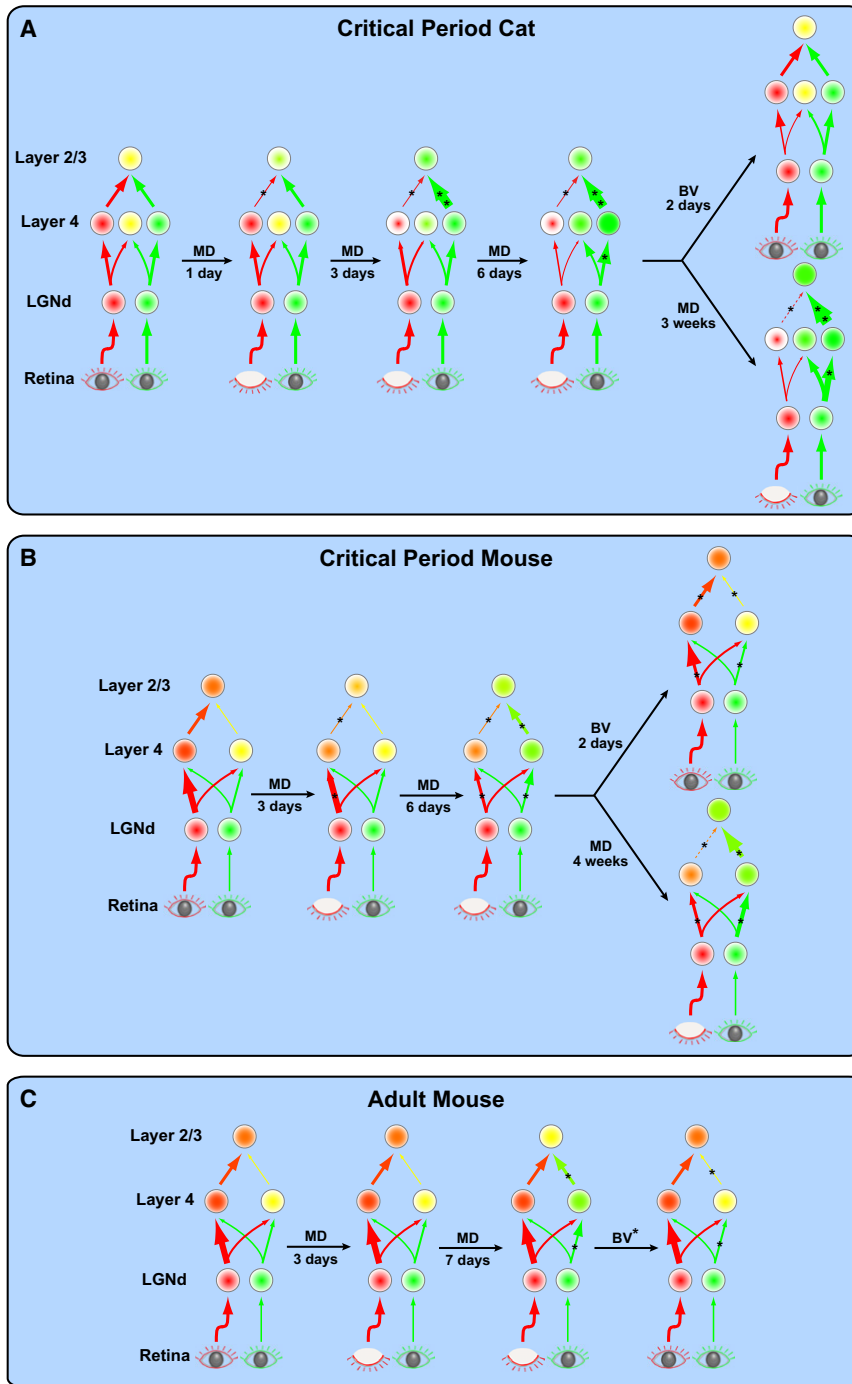 A
Critical Period Cat
Layer 2/3
Layer 4
LGNd
Retina
MD
1 day
MD
3 days
MD
6 days
BV
2 days
MD
3 weeks
* * * * * * * * * * *
B
Critical Period Mouse
Layer 2/3
Layer 4
LGNd
Retina
MD
3 days
MD
6 days
BV
2 days
MD
4 weeks
C
Adult Mouse
Layer 2/3
Layer 4
LGNd
Retina
MD
3 days
MD
7 days
BV*